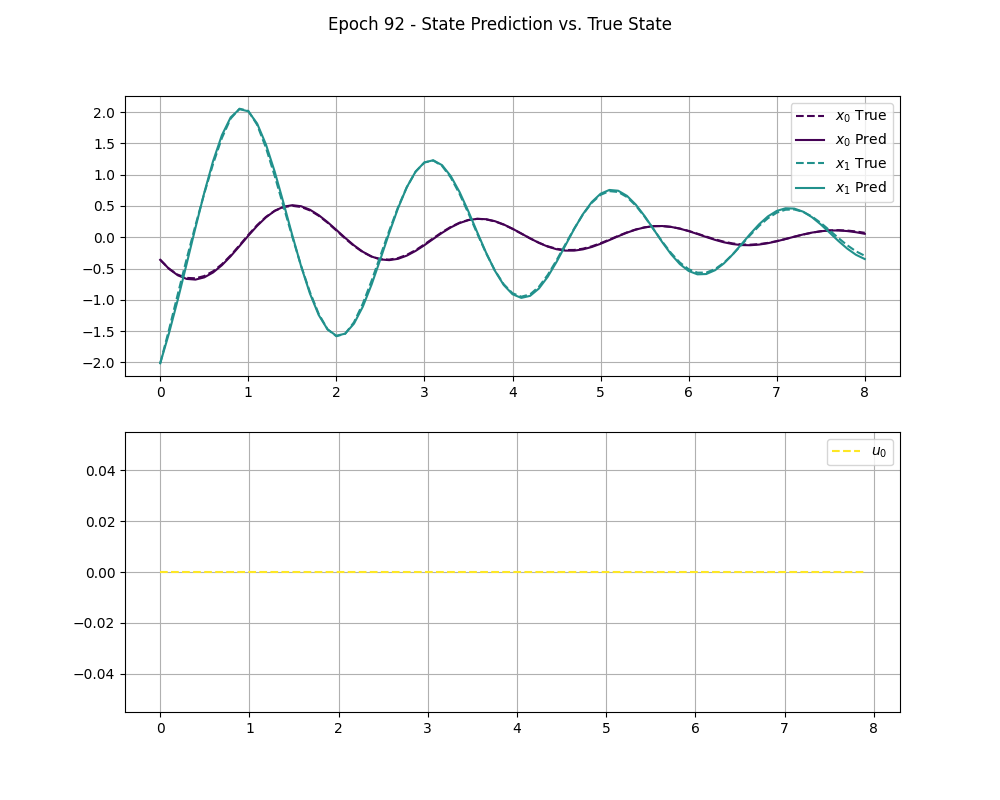 Epoch 92 - State Prediction vs. True State
2.0
1.5
1.0
0.5
0.0
−0.5
−1.0
−1.5
−2.0
x₀ True
x₀ Pred
x₁ True
x₁ Pred
0 1 2 3 4 5 6 7 8
0.04
0.02
0.00
−0.02
−0.04
u₀
0 1 2 3 4 5 6 7 8